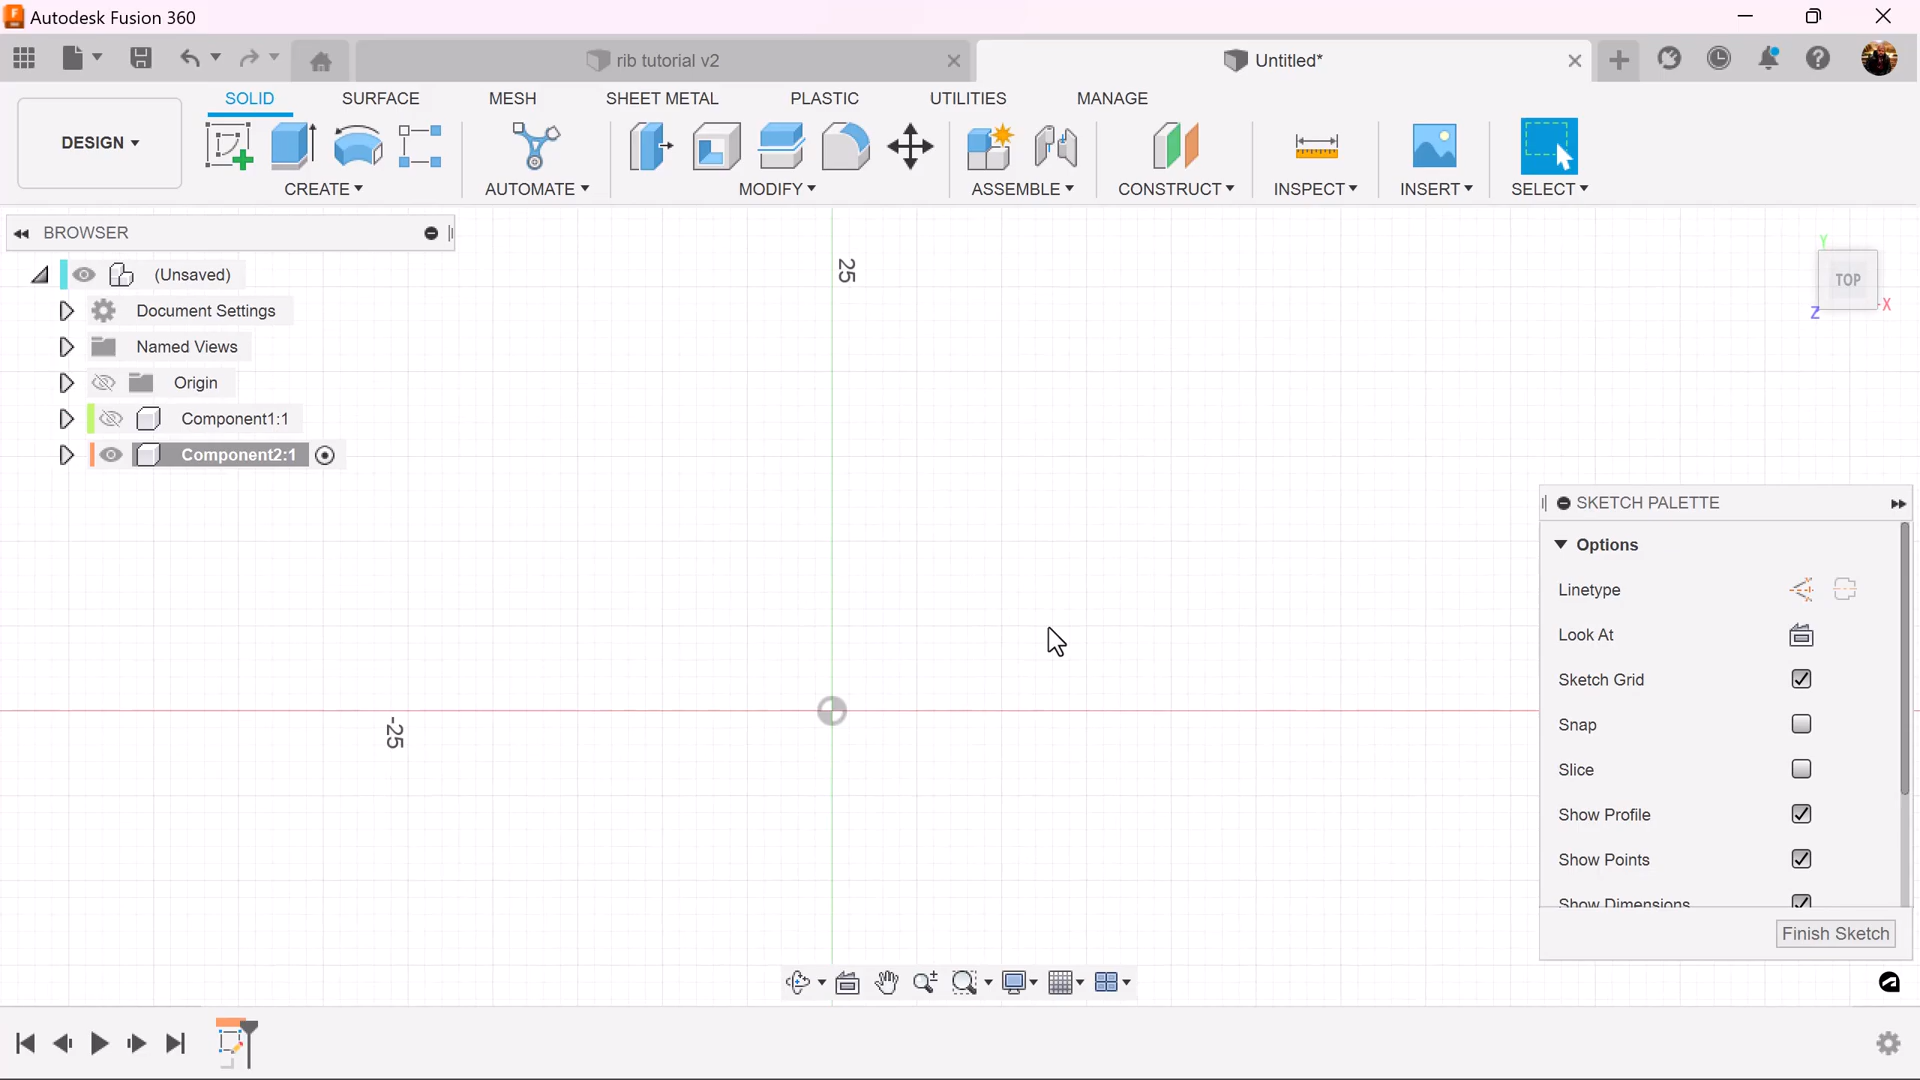 Autodesk Fusion 360
rib tutorial v2
Untitled*
SOLID
SURFACE
MESH
SHEET METAL
PLASTIC
UTILITIES
MANAGE
DESIGN
CREATE
AUTOMATE
MODIFY
ASSEMBLE
CONSTRUCT
INSPECT
INSERT
SELECT
BROWSER
(Unsaved)
Document Settings
Named Views
Origin
Component1:1
Component2:1
25
-25
Y
TOP
Z
X
SKETCH PALETTE
Options
Linetype
Look At
Sketch Grid
Snap
Slice
Show Profile
Show Points
Show Dimensions
Finish Sketch